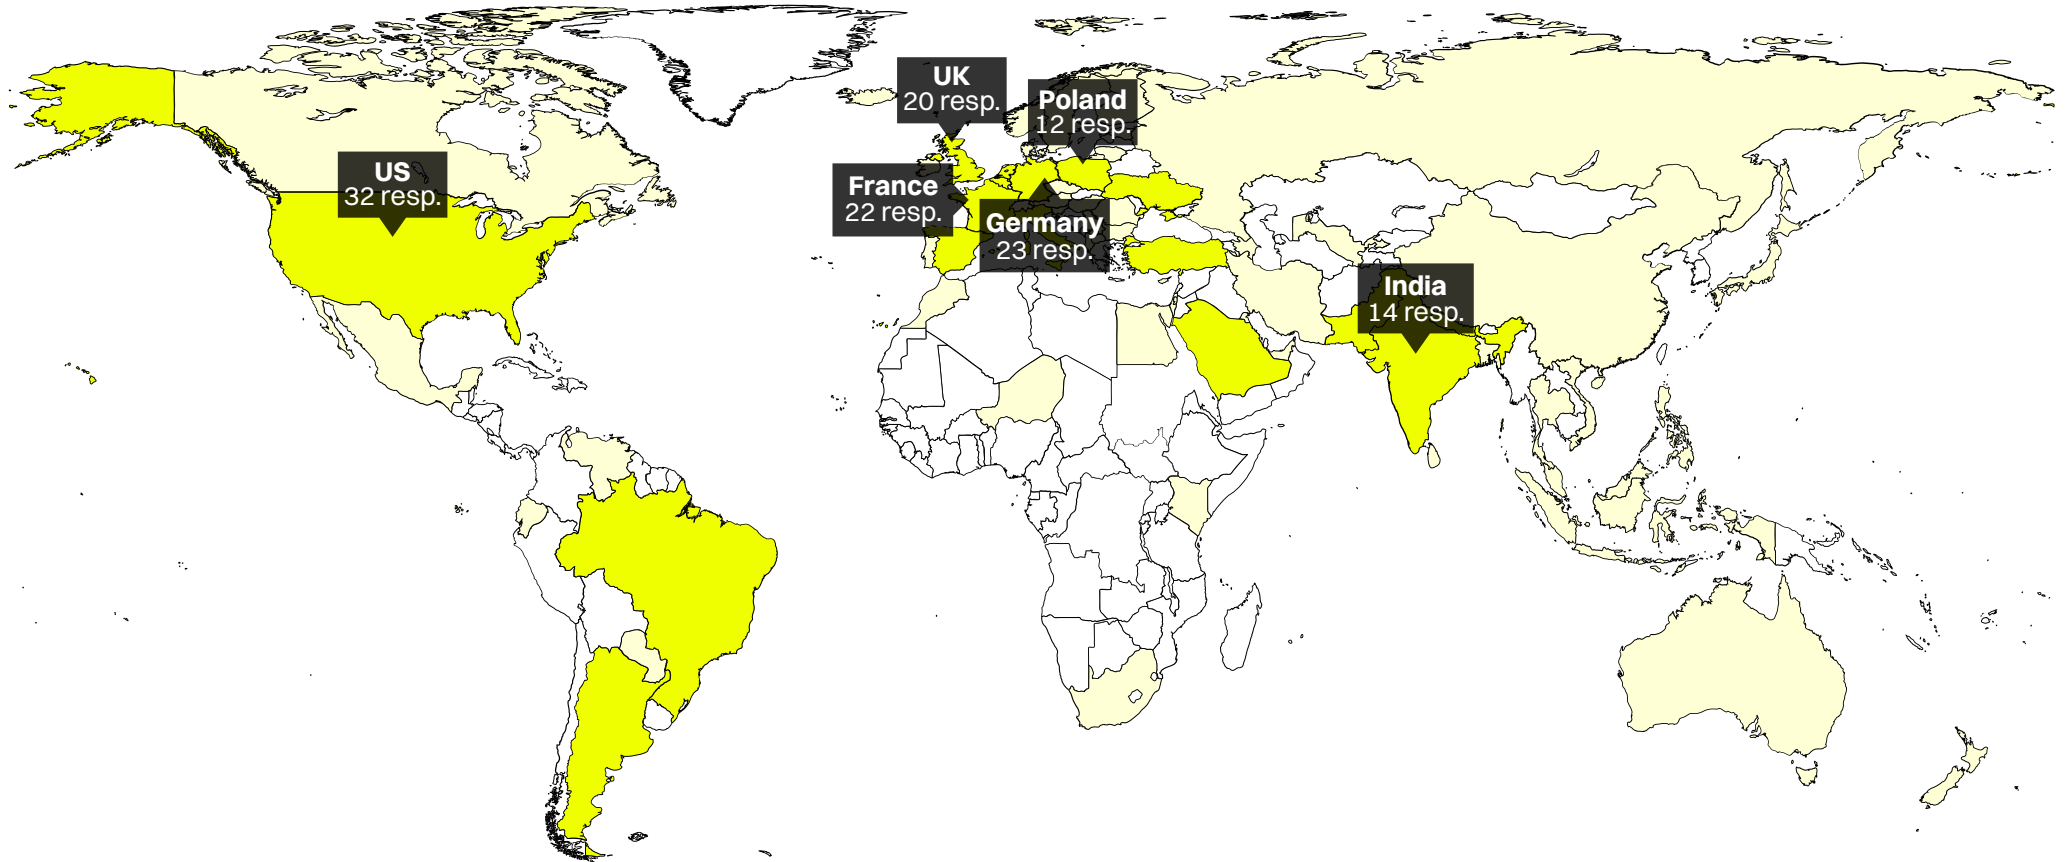 UK
20 resp.
Poland
12 resp.
US
32 resp.
France
22 resp.
Germany
23 resp.
India
14 resp.